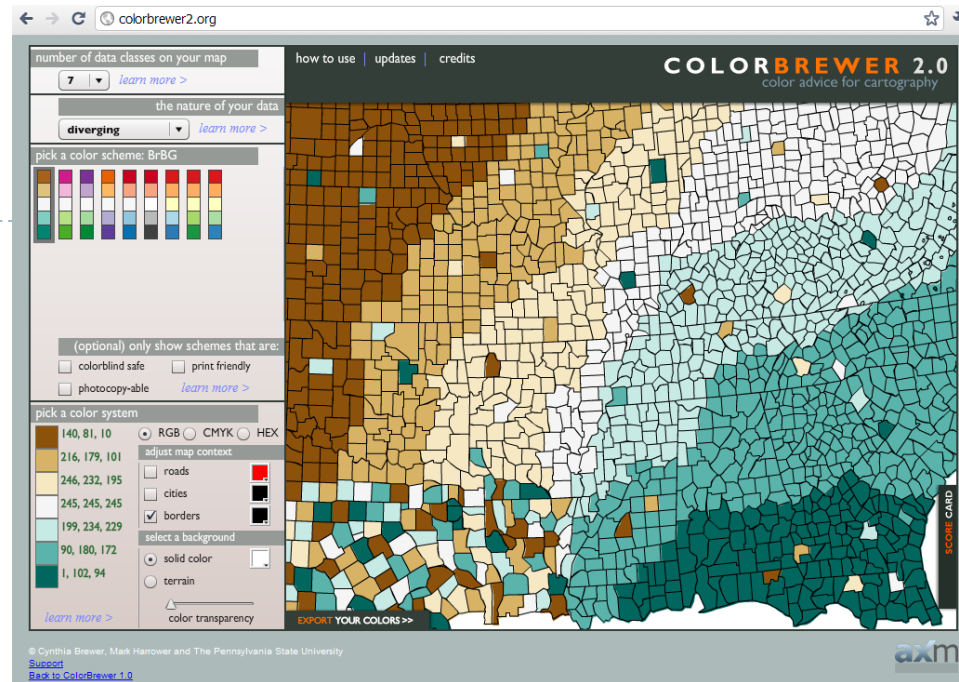 colorbrewer2.org
number of data classes on your map
7 learn more >
the nature of your data
diverging learn more >
pick a color scheme: BrBG
(optional) only show schemes that are:
colorblind safe print friendly
photocopy-able learn more >
pick a color system
140, 81, 10
216, 179, 101
246, 232, 195
245, 245, 245
199, 234, 229
90, 180, 172
1, 102, 94
learn more >
RGB CMYK HEX
adjust map context
roads
cities
borders
select a background
solid color
terrain
color transparency
how to use | updates | credits
COLORBREWER 2.0
color advice for cartography
SCORE CARD
EXPORT YOUR COLORS >>
© Cynthia Brewer, Mark Harrower and The Pennsylvania State University
Support
Back to ColorBrewer 1.0
axm